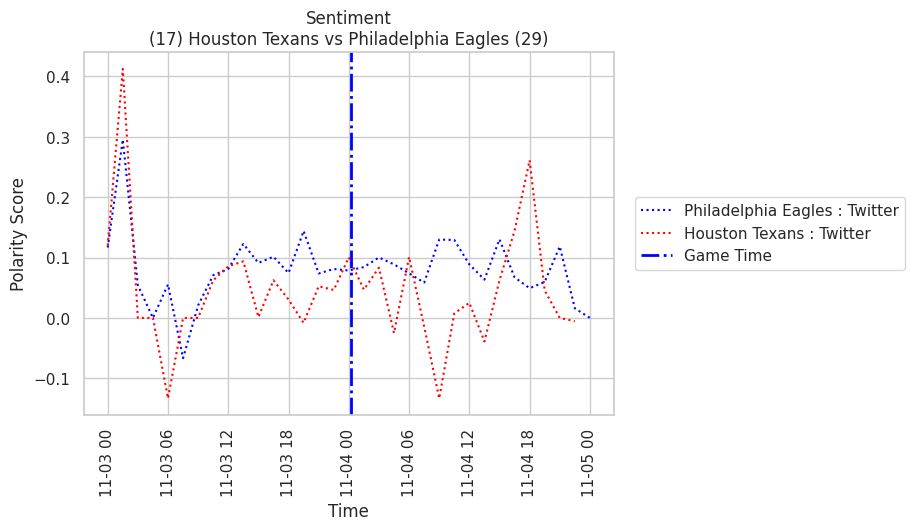 Sentiment
(17) Houston Texans vs Philadelphia Eagles (29)
Polarity Score
0.4
0.3
0.2
0.1
0.0
−0.1
11-03 00
11-03 06
11-03 12
11-03 18
11-04 00
11-04 06
11-04 12
11-04 18
11-05 00
Time
Philadelphia Eagles : Twitter
Houston Texans : Twitter
Game Time